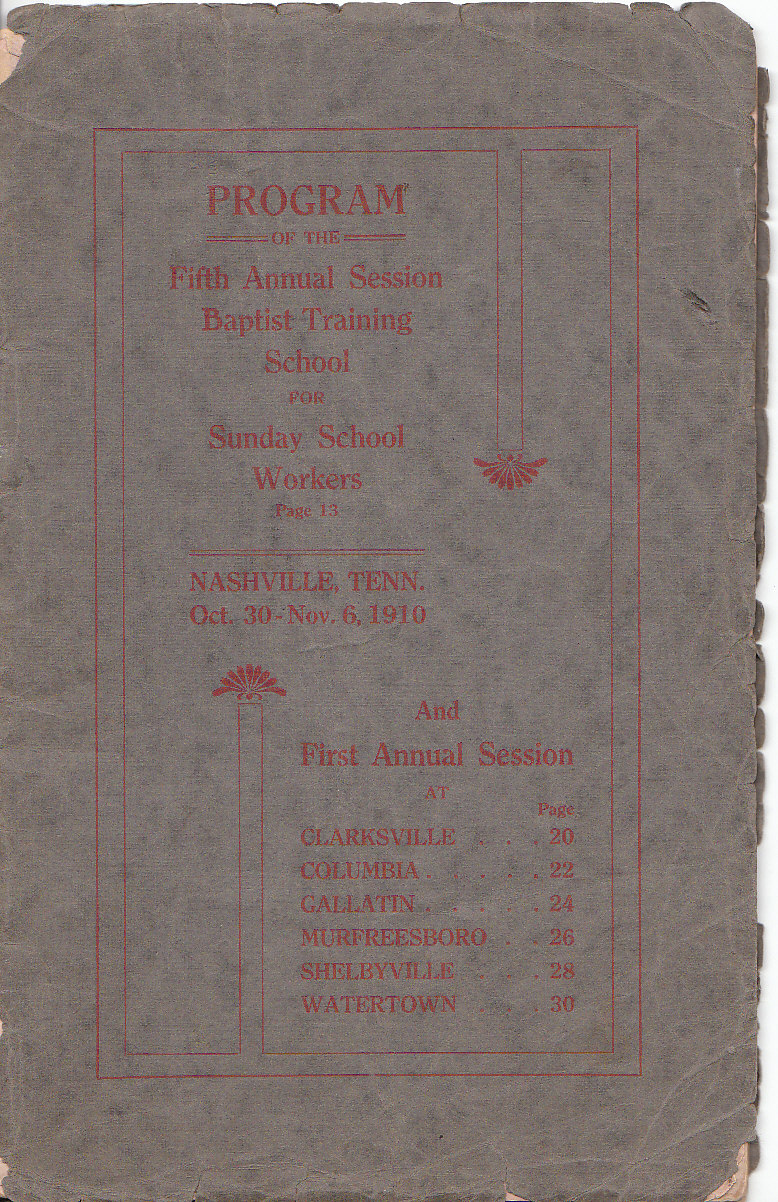 PROGRAM
OF THE
Fifth Annual Session
Baptist Training
School
FOR
Sunday School
Workers
Page 13
NASHVILLE, TENN.
Oct. 30-Nov. 6, 1910
And
First Annual Session
AT
Page
CLARKSVILLE . . . 20
COLUMBIA . . . . . 22
GALLATIN . . . . . 24
MURFREESBORO . . 26
SHELBYVILLE . . . 28
WATERTOWN . . . 30